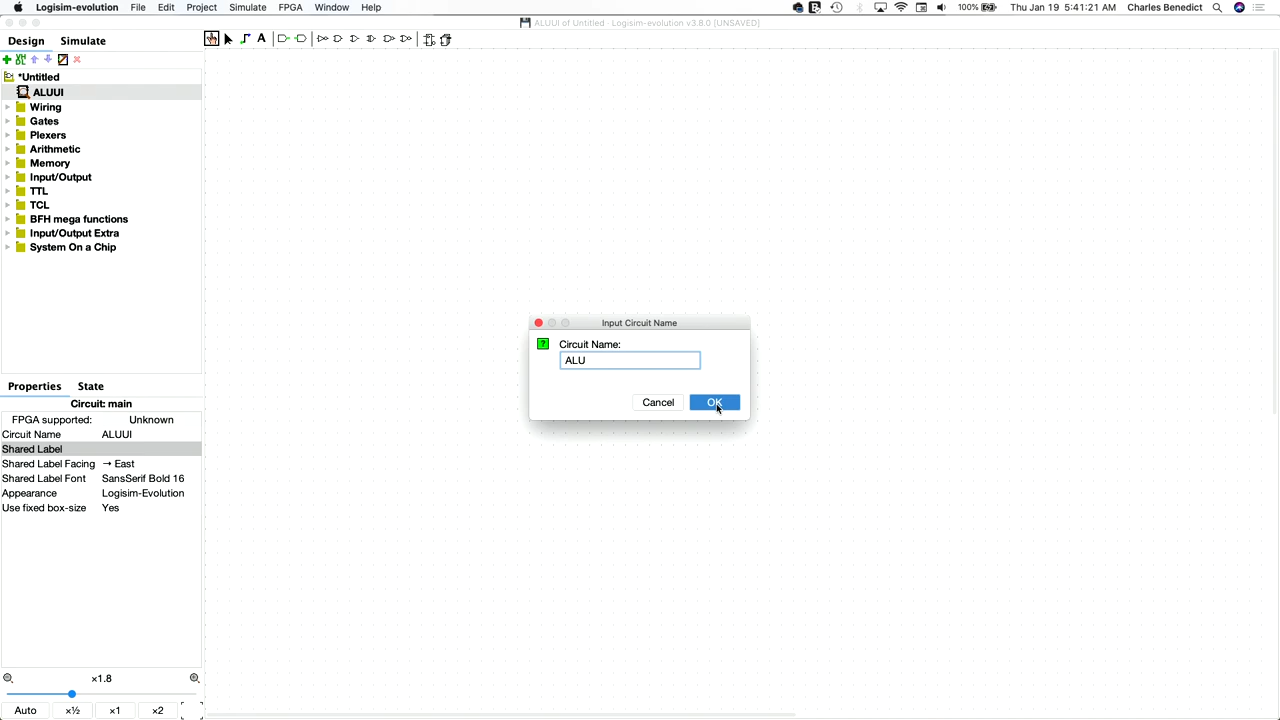 Logisim-evolution File Edit Project Simulate FPGA Window Help 100% Thu Jan 19 5:41:21 AM Charles Benedict
ALUUI of Untitled · Logisim-evolution v3.8.0 [UNSAVED]
Design Simulate
A
*Untitled
ALUUI
Wiring
Gates
Plexers
Arithmetic
Memory
Input/Output
TTL
TCL
BFH mega functions
Input/Output Extra
System On a Chip
Input Circuit Name
? Circuit Name:
ALU
Cancel OK
Properties State
Circuit: main
FPGA supported: Unknown
Circuit Name ALUUI
Shared Label
Shared Label Facing → East
Shared Label Font SansSerif Bold 16
Appearance Logisim-Evolution
Use fixed box-size Yes
×1.8
Auto ×½ ×1 ×2